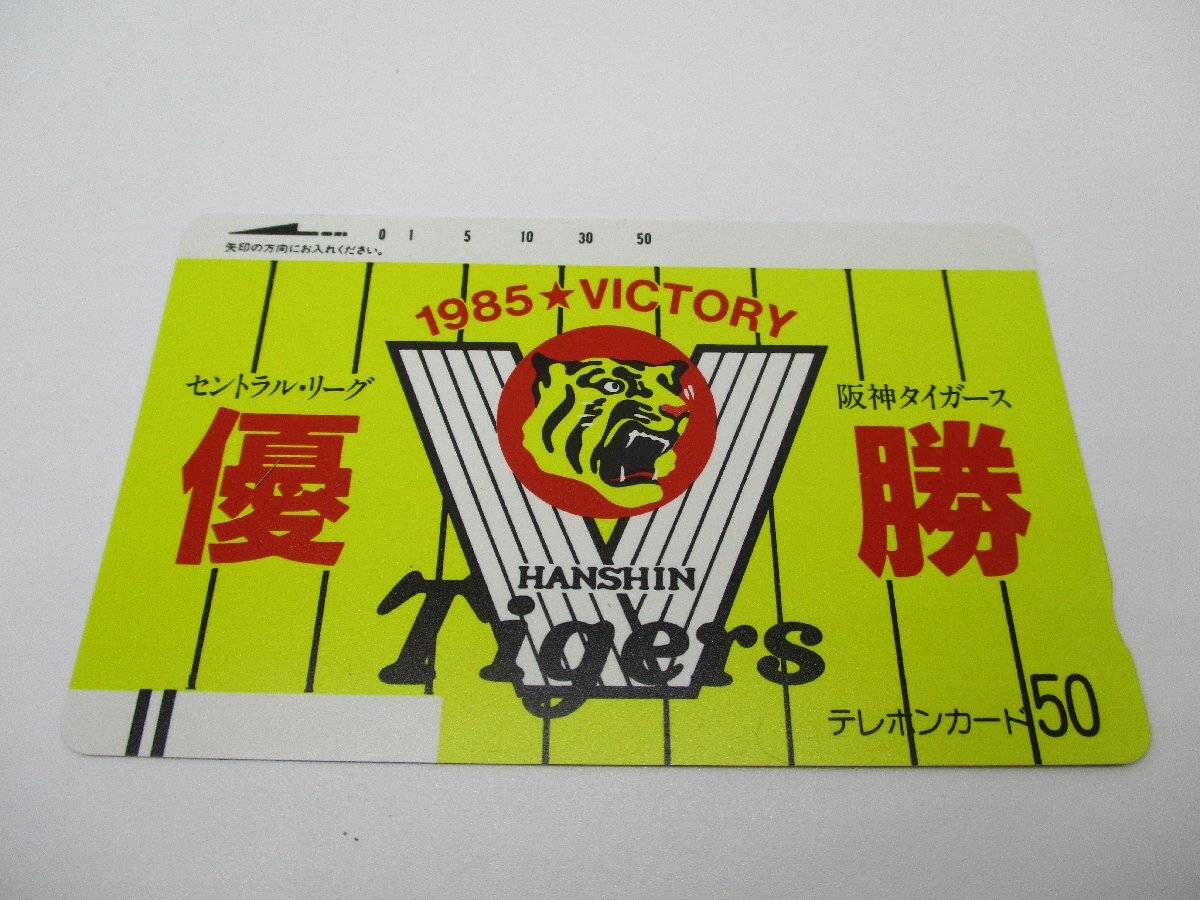 0 1 5 10 30 50
矢印の方向にお入れください。
1985★VICTORY
セントラル・リーグ
阪神タイガース
優勝
HANSHIN
Tigers
テレホンカード50